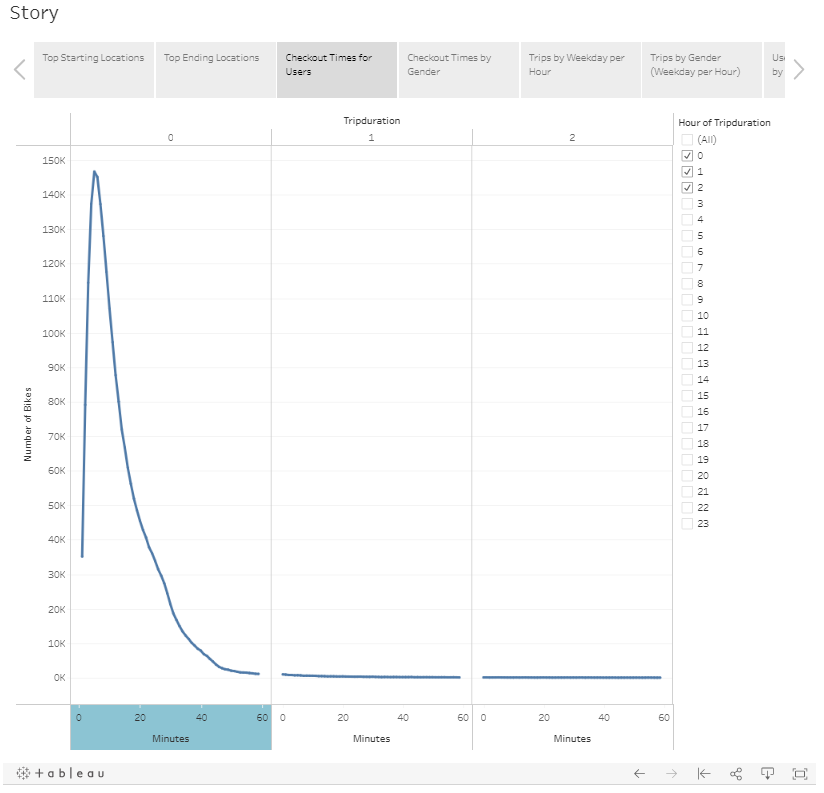 Story
Top Starting Locations
Top Ending Locations
Checkout Times for
Users
Checkout Times by
Gender
Trips by Weekday per
Hour
Trips by Gender
(Weekday per Hour)
Use
by
Tripduration
0 1 2
150K
140K
130K
120K
110K
100K
90K
80K
70K
60K
50K
40K
30K
20K
10K
0K
Number of Bikes
0 20 40 60 0 20 40 60 0 20 40 60
Minutes Minutes Minutes
Hour of Tripduration
(All)
0
1
2
3
4
5
6
7
8
9
10
11
12
13
14
15
16
17
18
19
20
21
22
23
+ableau